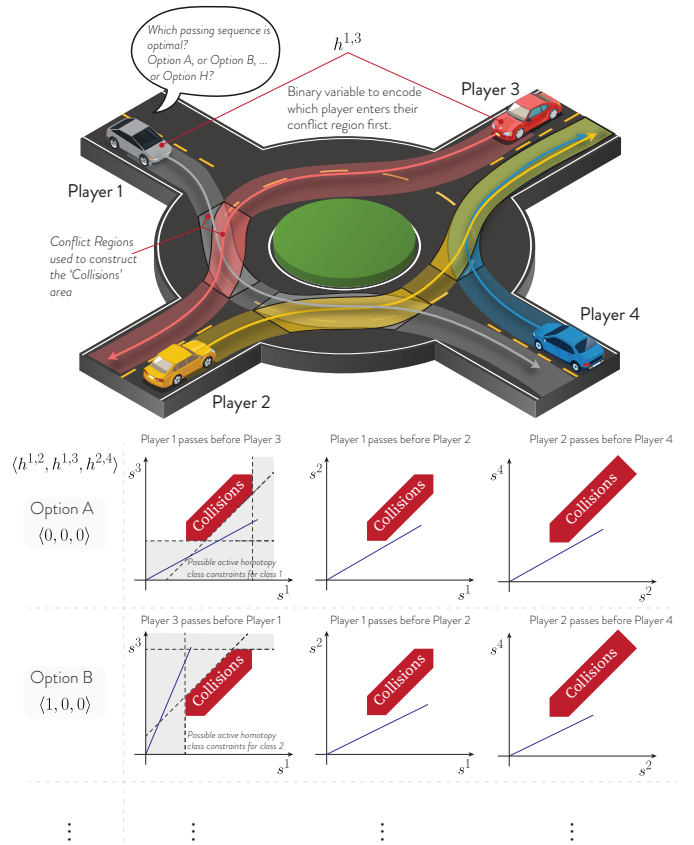 Which passing sequence is
optimal?
Option A, or Option B, ...
or Option H?
h^{1,3}
Binary variable to encode
which player enters their
conflict region first.
Player 3
Player 1
Conflict Regions
used to construct
the 'Collisions'
area
Player 4
Player 2
⟨h^{1,2}, h^{1,3}, h^{2,4}⟩
Player 1 passes before Player 3
Player 1 passes before Player 2
Player 2 passes before Player 4
Option A
⟨0, 0, 0⟩
s^3
Collisions
Possible active homotopy
class constraints for class 1
s^1
s^2
Collisions
s^1
s^4
Collisions
s^2
Player 3 passes before Player 1
Player 1 passes before Player 2
Player 2 passes before Player 4
Option B
⟨1, 0, 0⟩
s^3
Collisions
Possible active homotopy
class constraints for class 2
s^1
s^2
Collisions
s^1
s^4
Collisions
s^2
⋮ ⋮ ⋮ ⋮